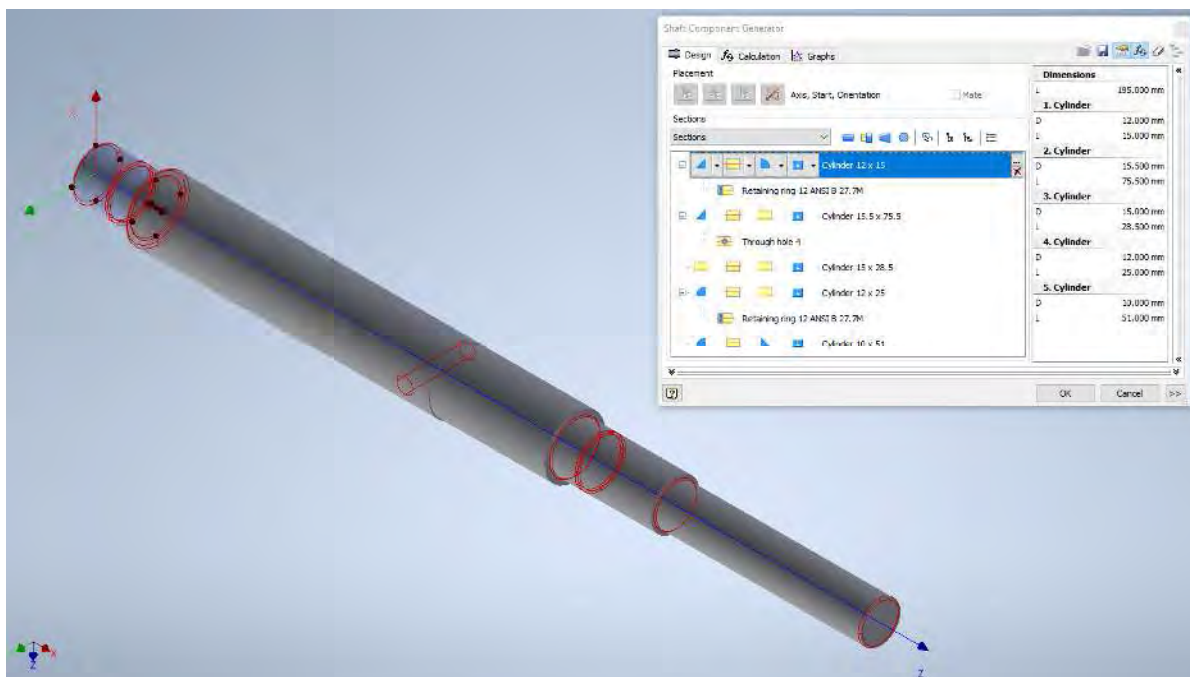 Shaft Component Generator
Design Calculation Graphs
Placement
Axis, Start, Orientation Mate
Sections
Sections
Cylinder 12 x 15
Retaining ring 12 ANSI B 27.7M
Cylinder 15.5 x 75.5
Through hole 4
Cylinder 15 x 28.5
Cylinder 12 x 25
Retaining ring 12 ANSI B 27.7M
Cylinder 10 x 51
Dimensions
L 195.000 mm
1. Cylinder
D 12.000 mm
L 15.000 mm
2. Cylinder
D 15.500 mm
L 75.500 mm
3. Cylinder
D 15.000 mm
L 28.500 mm
4. Cylinder
D 12.000 mm
L 25.000 mm
5. Cylinder
D 10.000 mm
L 51.000 mm
OK Cancel >>
Z
X
Z